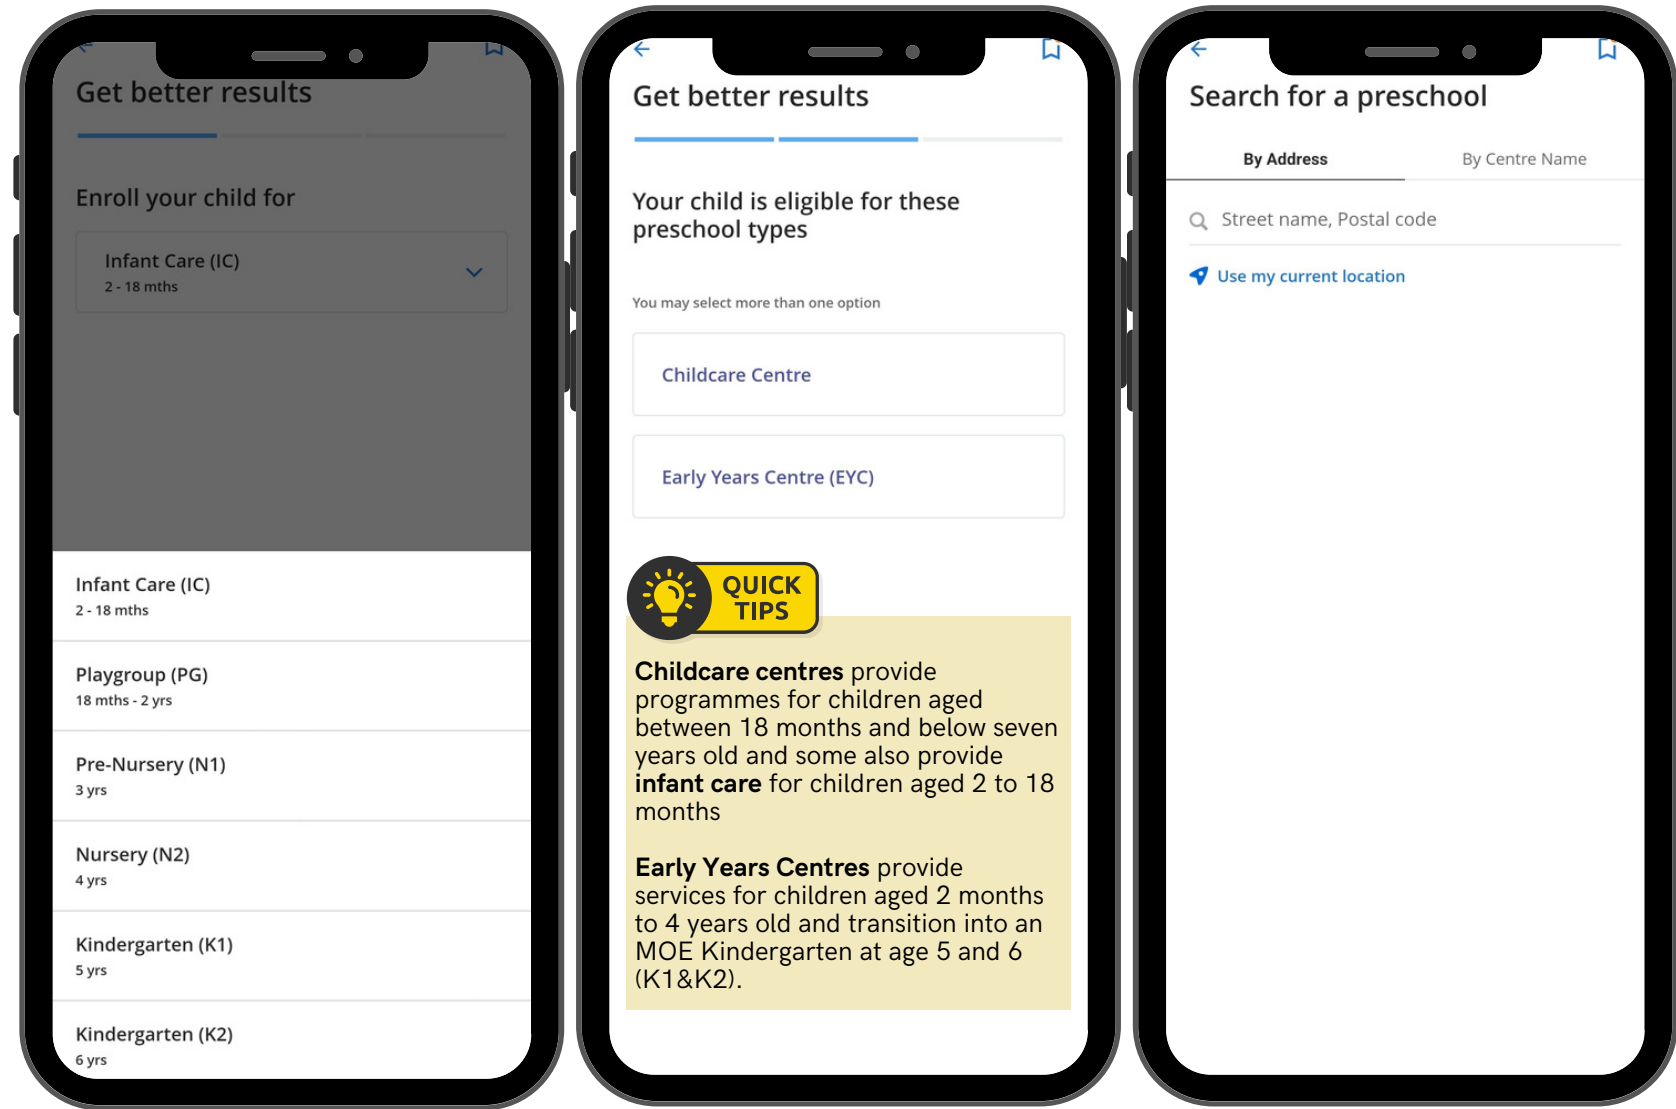 Get better results
Enroll your child for
Infant Care (IC)
2 - 18 mths
Infant Care (IC)
2 - 18 mths
Playgroup (PG)
18 mths - 2 yrs
Pre-Nursery (N1)
3 yrs
Nursery (N2)
4 yrs
Kindergarten (K1)
5 yrs
Kindergarten (K2)
6 yrs
Get better results
Your child is eligible for these
preschool types
You may select more than one option
Childcare Centre
Early Years Centre (EYC)
QUICK
TIPS
Childcare centres provide
programmes for children aged
between 18 months and below seven
years old and some also provide
infant care for children aged 2 to 18
months
Early Years Centres provide
services for children aged 2 months
to 4 years old and transition into an
MOE Kindergarten at age 5 and 6
(K1&K2).
Search for a preschool
By Address By Centre Name
Street name, Postal code
Use my current location